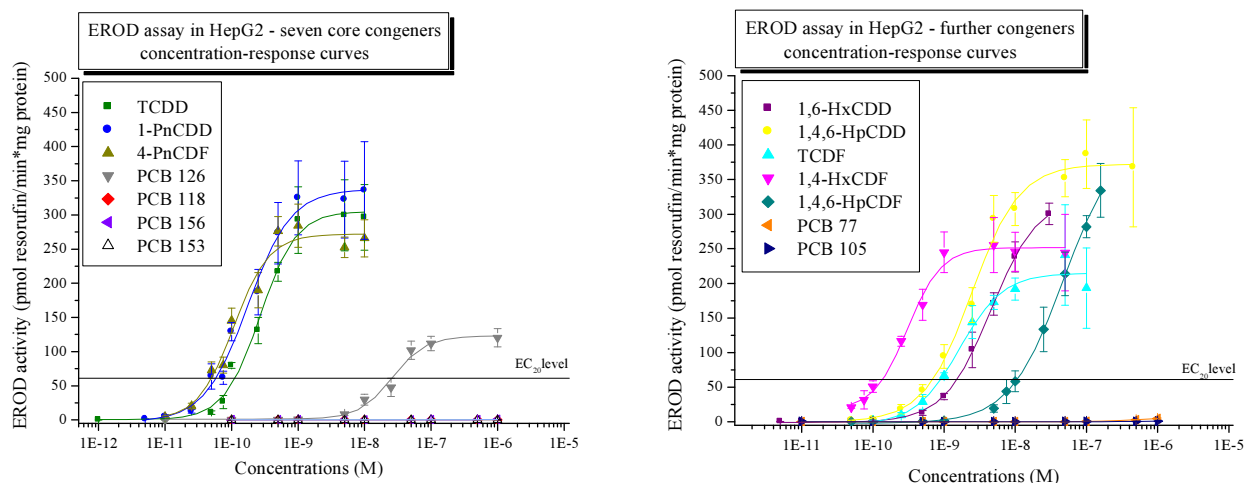 EROD assay in HepG2 - seven core congeners
concentration-response curves
EROD activity (pmol resorufin/min*mg protein)
500
450
400
350
300
250
200
150
100
50
0
TCDD
1-PnCDD
4-PnCDF
PCB 126
PCB 118
PCB 156
PCB 153
EC20 level
1E-12 1E-11 1E-10 1E-9 1E-8 1E-7 1E-6 1E-5
Concentrations (M)
EROD assay in HepG2 - further congeners
concentration-response curves
EROD activity (pmol resorufin/min*mg protein)
500
450
400
350
300
250
200
150
100
50
0
1,6-HxCDD
1,4,6-HpCDD
TCDF
1,4-HxCDF
1,4,6-HpCDF
PCB 77
PCB 105
EC20 level
1E-11 1E-10 1E-9 1E-8 1E-7 1E-6 1E-5
Concentrations (M)